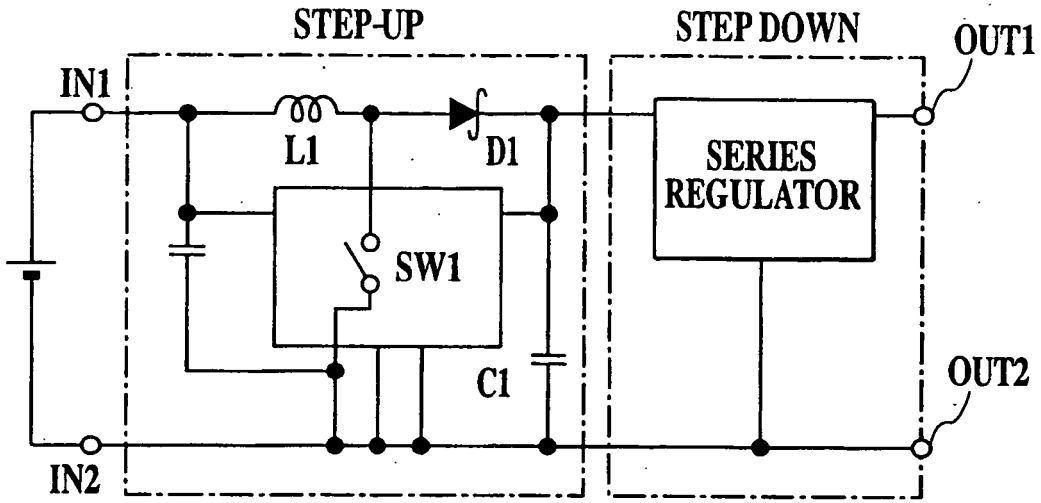 STEP-UP
STEP DOWN
OUT1
IN1
L1
D1
SERIES
REGULATOR
SW1
C1
OUT2
IN2